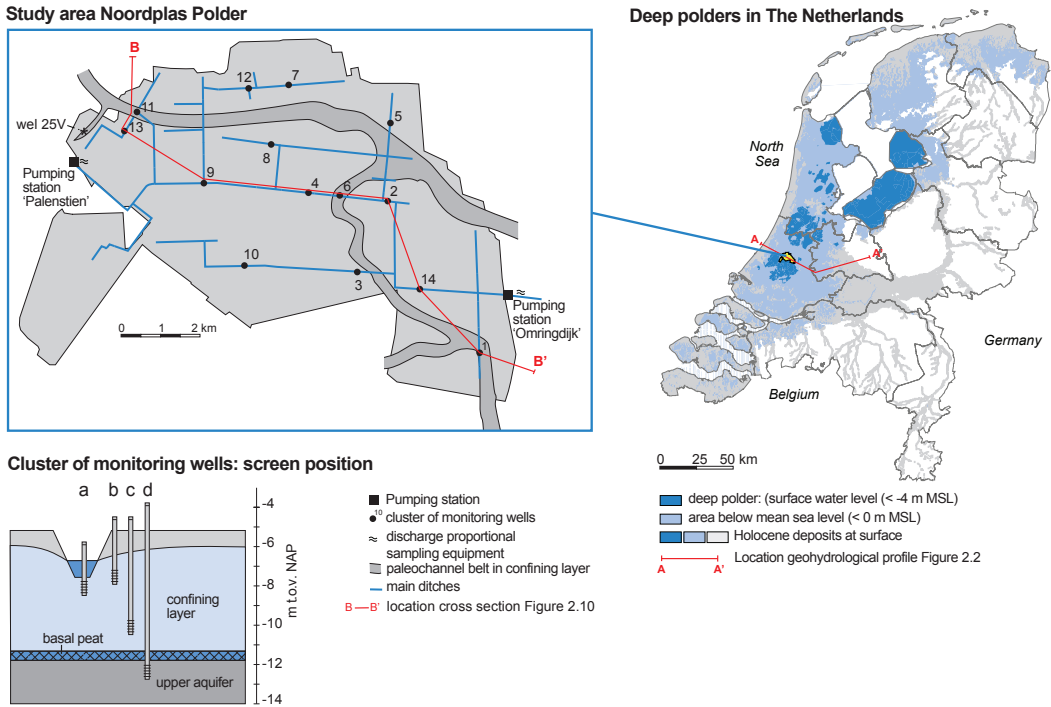 Study area Noordplas Polder
B
12
7
11
5
wel 25V
13
8
Pumping
station
'Palenstien'
9
4
6
2
10
3
14
0 1 2 km
Pumping
station
'Omringdijk'
1
B'
Deep polders in The Netherlands
North
Sea
A
A
Germany
Belgium
0 25 50 km
deep polder: (surface water level (< -4 m MSL)
area below mean sea level (< 0 m MSL)
Holocene deposits at surface
Location geohydrological profile Figure 2.2
A A'
Cluster of monitoring wells: screen position
a b c d
-4
-6
-8
-10
-12
-14
m t.o.v. NAP
confining
layer
basal peat
upper aquifer
Pumping station
10 cluster of monitoring wells
≈ discharge proportional
sampling equipment
paleochannel belt in confining layer
main ditches
B — B' location cross section Figure 2.10